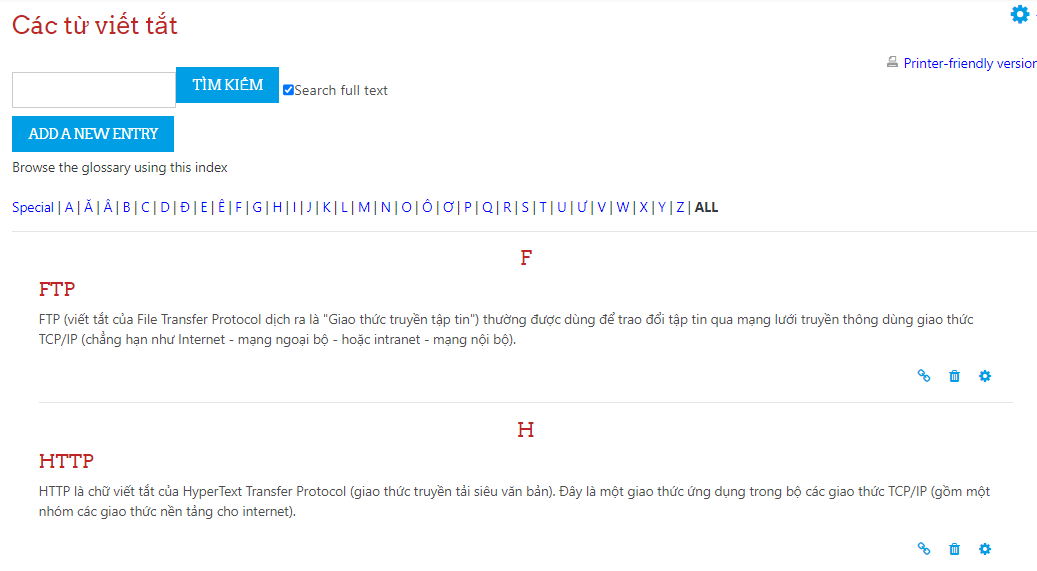 Các từ viết tắt
Printer-friendly version
TÌM KIẾM Search full text
ADD A NEW ENTRY
Browse the glossary using this index
Special | A | Ă | Â | B | C | D | Đ | E | Ê | F | G | H | I | J | K | L | M | N | O | Ô | Ơ | P | Q | R | S | T | U | Ư | V | W | X | Y | Z | ALL
F
FTP
FTP (viết tắt của File Transfer Protocol dịch ra là "Giao thức truyền tập tin") thường được dùng để trao đổi tập tin qua mạng lưới truyền thông dùng giao thức
TCP/IP (chẳng hạn như Internet - mạng ngoại bộ - hoặc intranet - mạng nội bộ).
H
HTTP
HTTP là chữ viết tắt của HyperText Transfer Protocol (giao thức truyền tải siêu văn bản). Đây là một giao thức ứng dụng trong bộ các giao thức TCP/IP (gồm một
nhóm các giao thức nền tảng cho internet).